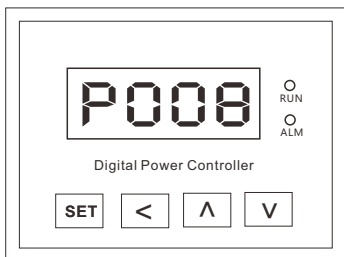 P008
RUN
ALM
Digital Power Controller
SET < ∧ ∨